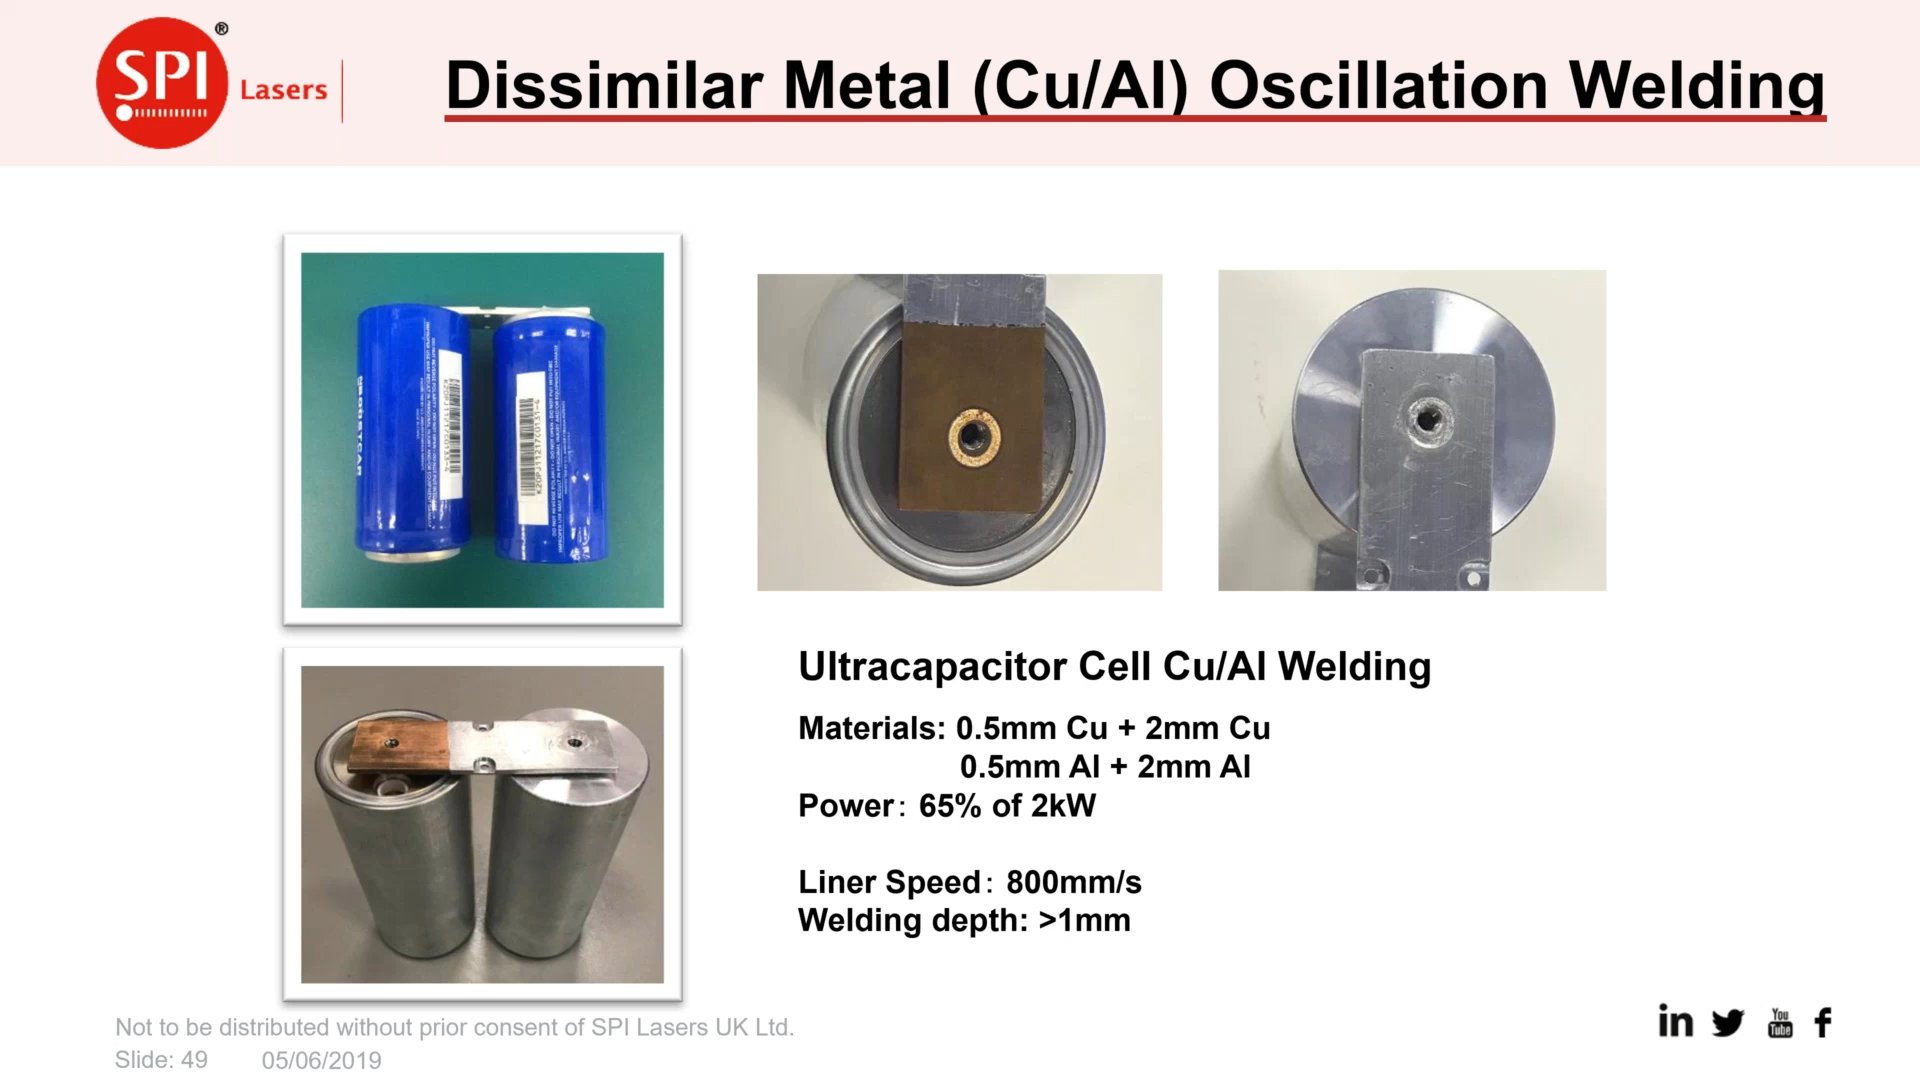 SPI
®
Lasers
Dissimilar Metal (Cu/Al) Oscillation Welding
K2OPJ11217C0131-4
Ultracapacitor Cell Cu/Al Welding
Materials: 0.5mm Cu + 2mm Cu
0.5mm Al + 2mm Al
Power: 65% of 2kW
Liner Speed: 800mm/s
Welding depth: >1mm
Not to be distributed without prior consent of SPI Lasers UK Ltd.
Slide: 49 05/06/2019
in
You
Tube
f